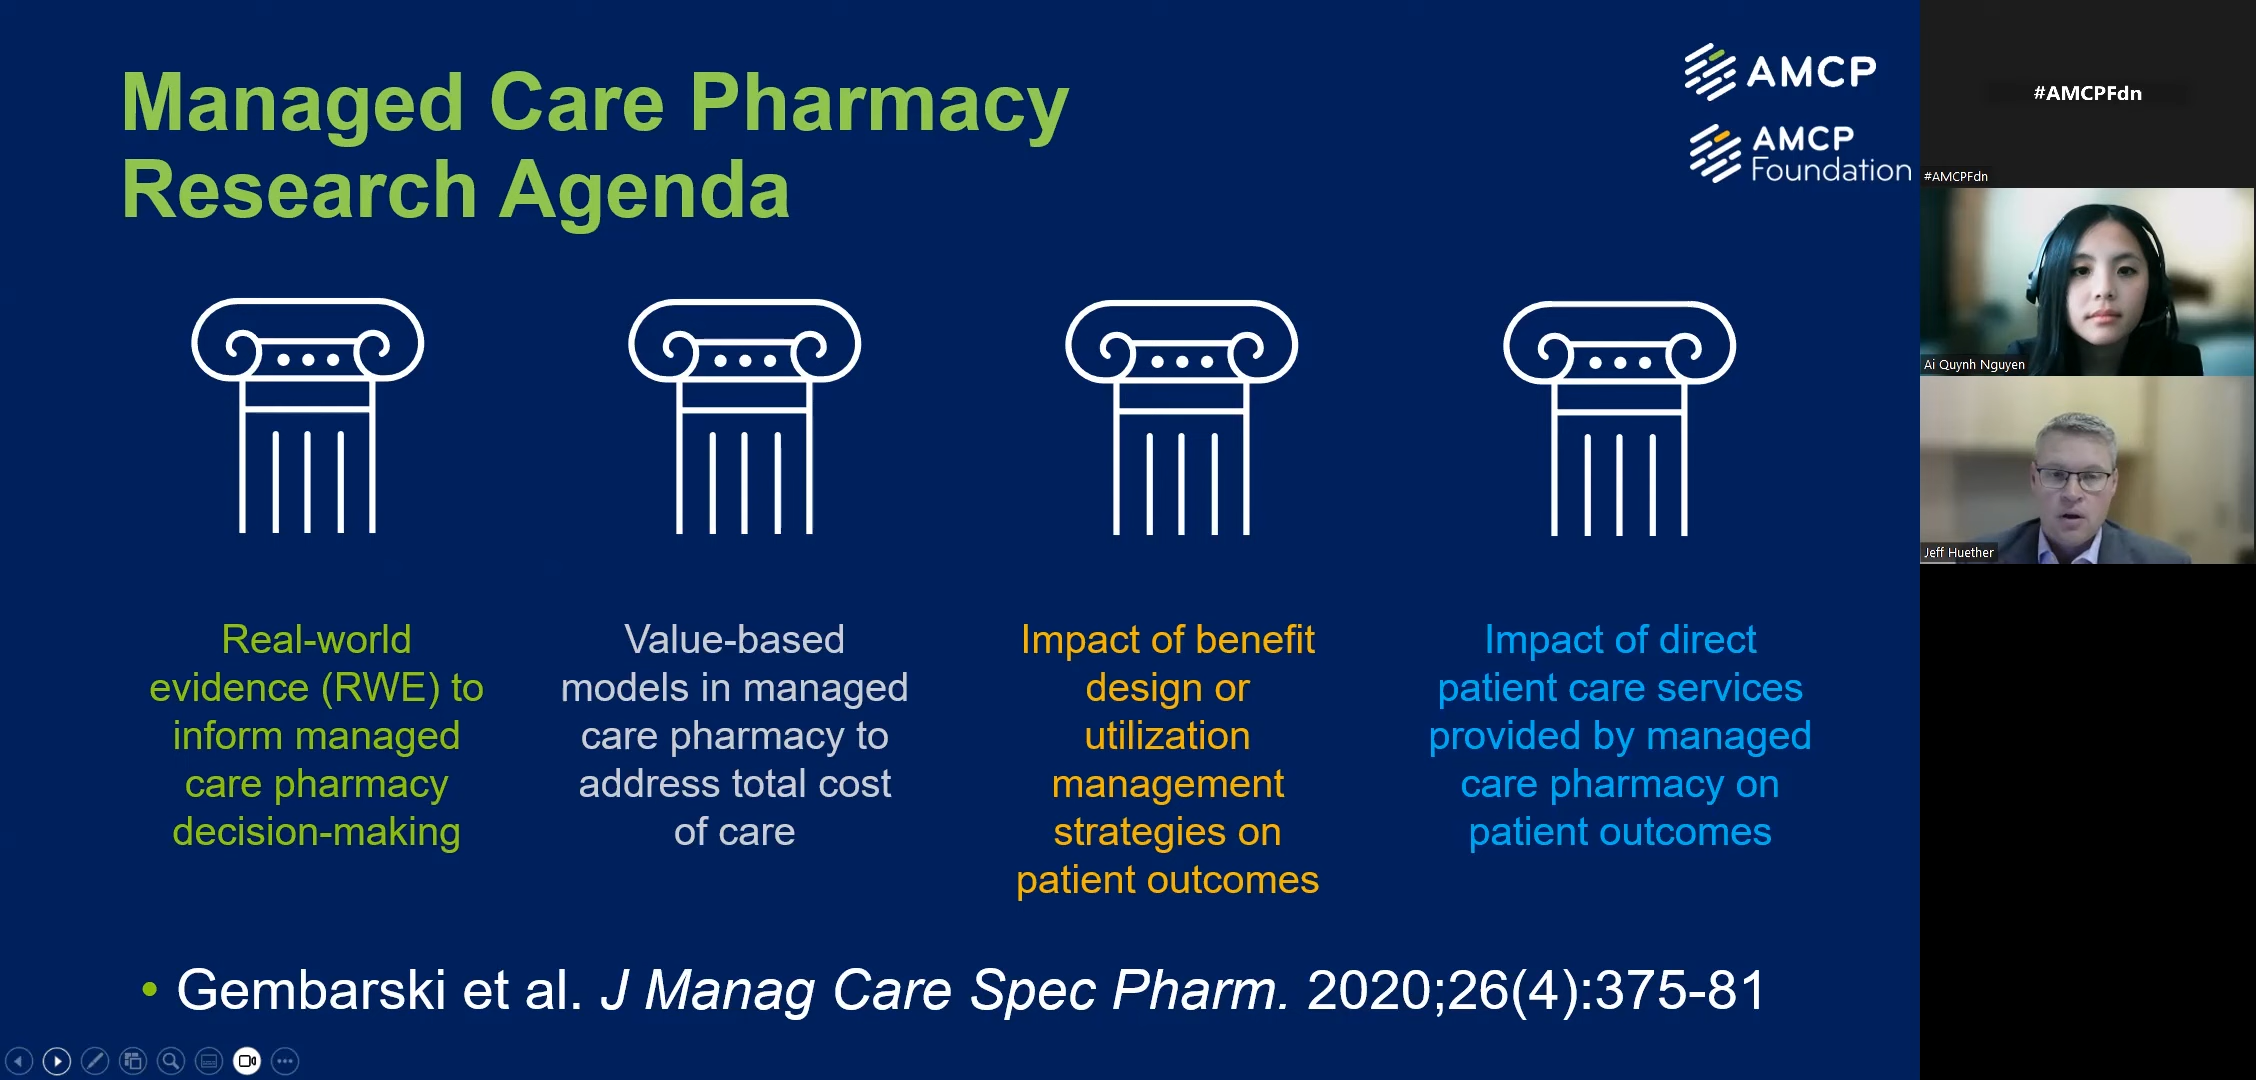 Managed Care Pharmacy
Research Agenda
AMCP
AMCP
Foundation
#AMCPFdn
#AMCPFdn
Ai Quynh Nguyen
Jeff Huether
Real-world
evidence (RWE) to
inform managed
care pharmacy
decision-making
Value-based
models in managed
care pharmacy to
address total cost
of care
Impact of benefit
design or
utilization
management
strategies on
patient outcomes
Impact of direct
patient care services
provided by managed
care pharmacy on
patient outcomes
• Gembarski et al. J Manag Care Spec Pharm. 2020;26(4):375-81